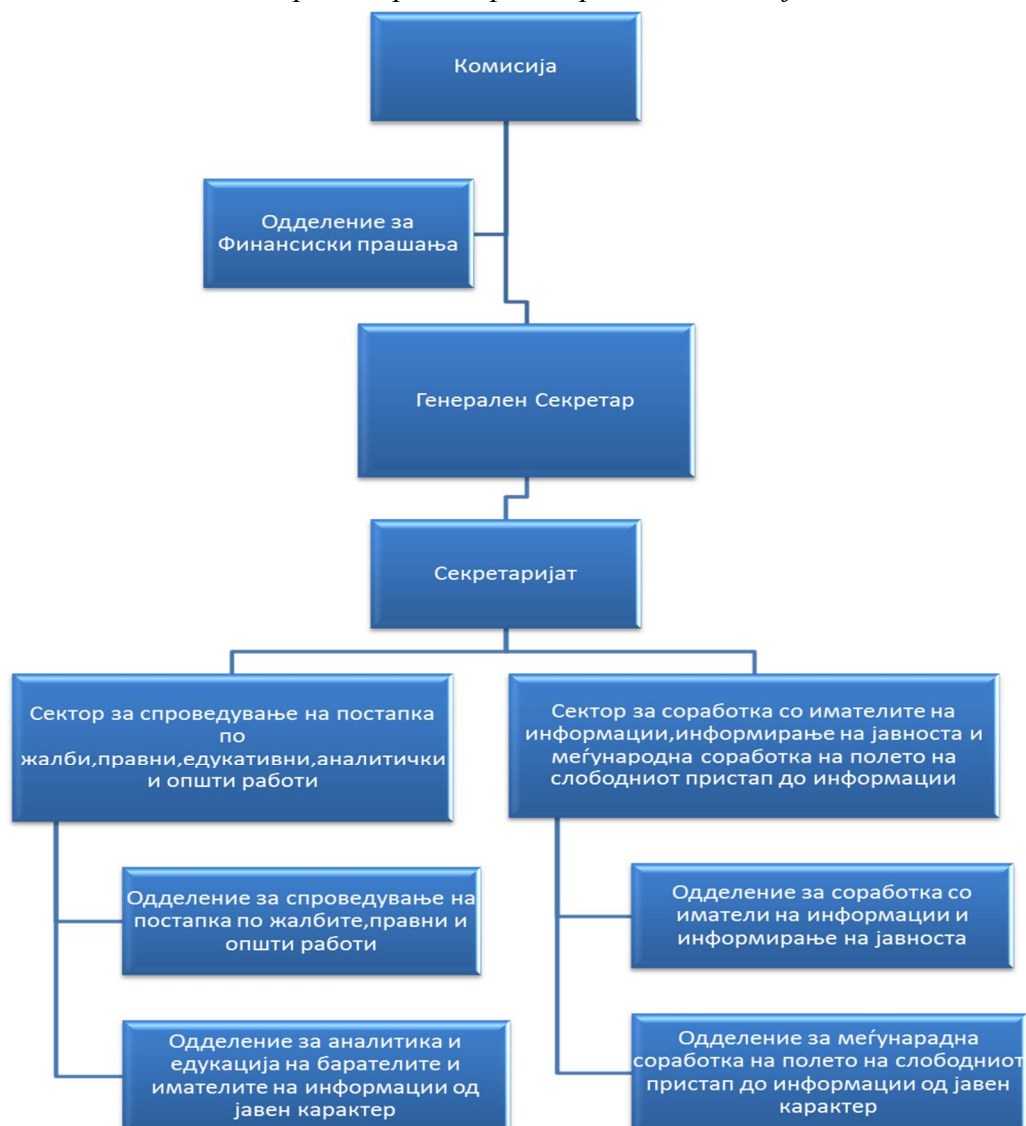 Комисија
Одделение за
Финансиски прашања
Генерален Секретар
Секретаријат
Сектор за спроведување на постапка
по
жалби,правни,едукативни,аналитички
и општи работи
Сектор за соработка со имателите на
информации,информирање на јавноста и
меѓународна соработка на полето на
слободниот пристап до информации
Одделение за спроведување на
постапка по жалбите,правни и
општи работи
Одделение за соработка со
иматели на информации и
информирање на јавноста
Одделение за аналитика и
едукација на барателите и
имателите на информации од
јавен карактер
Одделение за меѓунарадна
соработка на полето на слободниот
пристап до информации од јавен
карактер